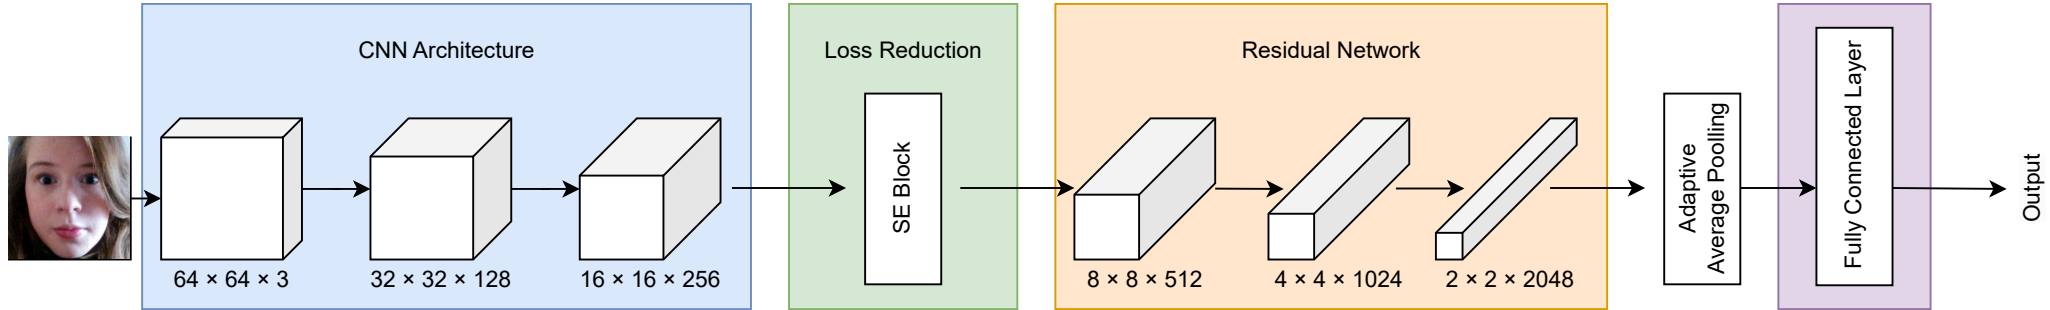 CNN Architecture
64 × 64 × 3
32 × 32 × 128
16 × 16 × 256
Loss Reduction
SE Block
Residual Network
8 × 8 × 512
4 × 4 × 1024
2 × 2 × 2048
Adaptive
Average Poolling
Fully Connected Layer
Output